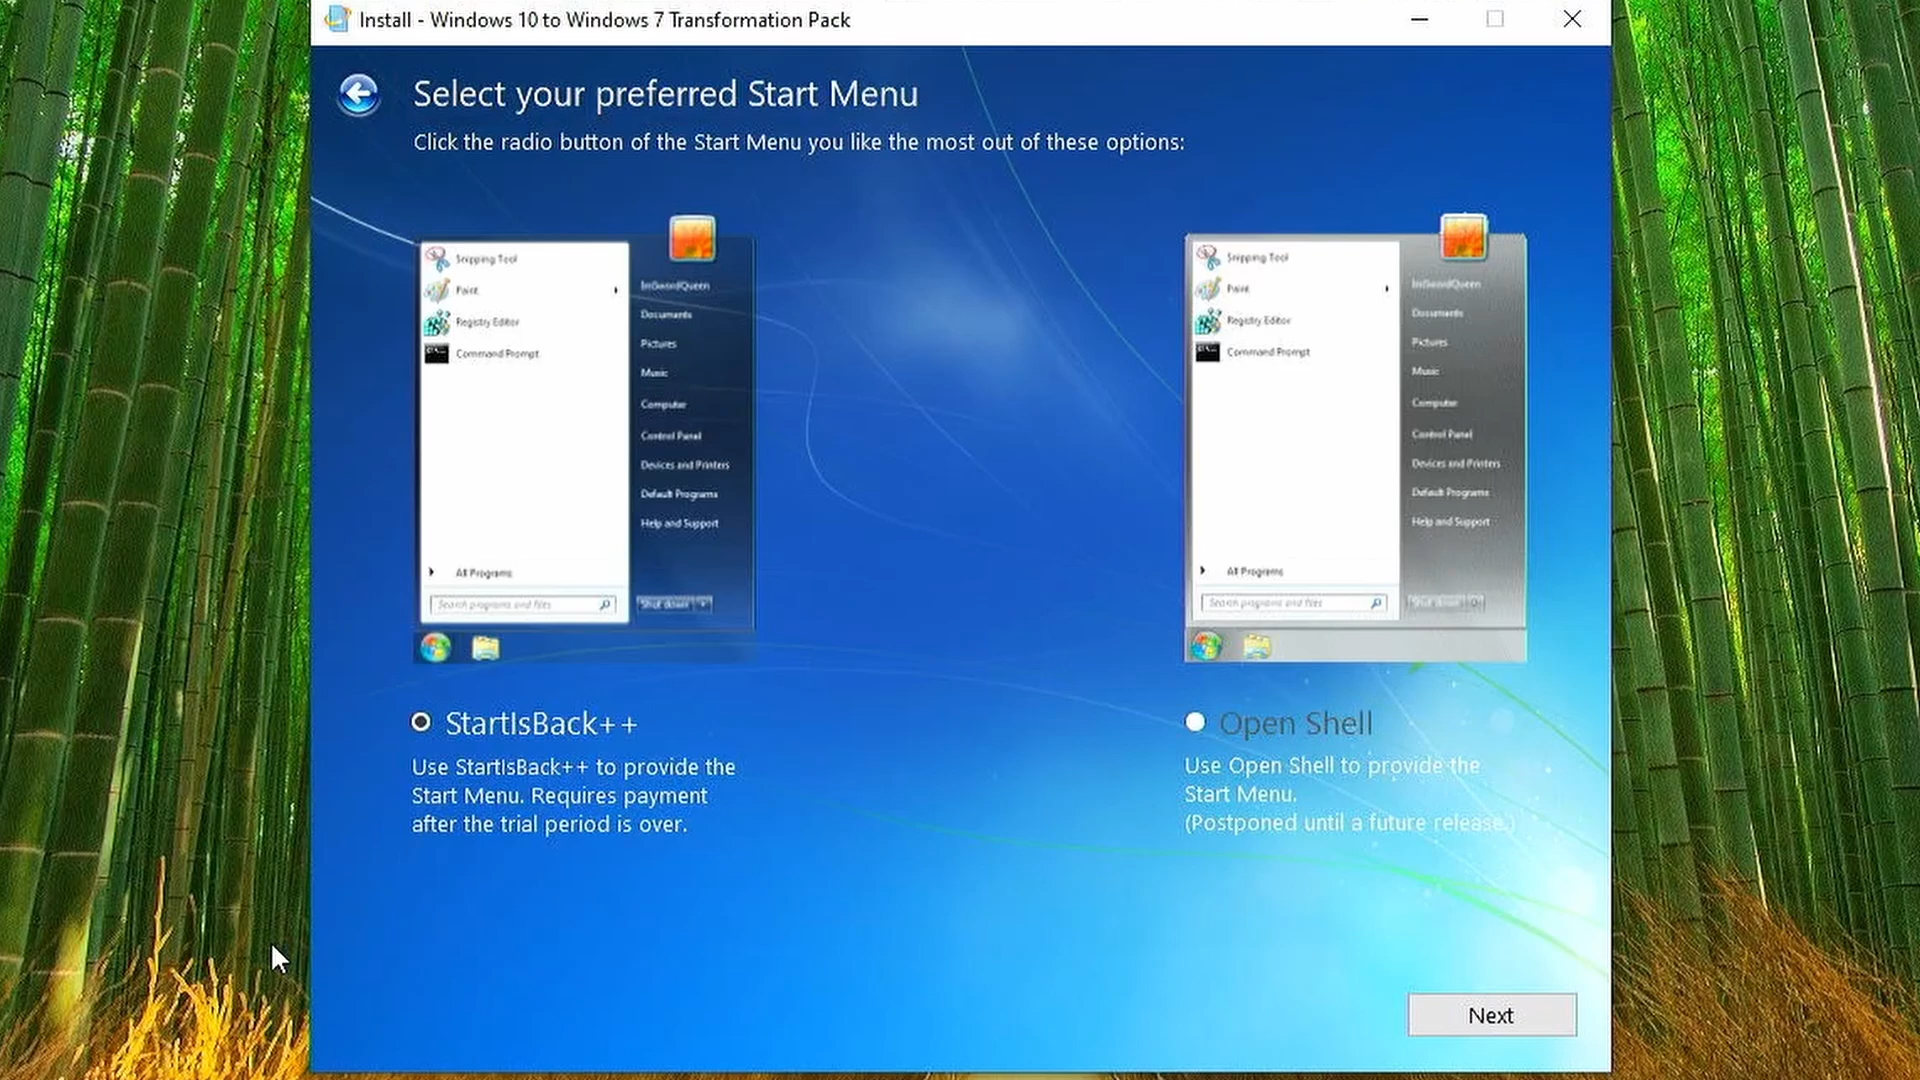 Install - Windows 10 to Windows 7 Transformation Pack
Select your preferred Start Menu
Click the radio button of the Start Menu you like the most out of these options:
Snipping Tool
Paint
Registry Editor
Command Prompt
All Programs
Search programs and files
ImSwordQueen
Documents
Pictures
Music
Computer
Control Panel
Devices and Printers
Default Programs
Help and Support
Shut down
Snipping Tool
Paint
Registry Editor
Command Prompt
All Programs
Search programs and files
ImSwordQueen
Documents
Pictures
Music
Computer
Control Panel
Devices and Printers
Default Programs
Help and Support
Shut down
StartIsBack++
Use StartIsBack++ to provide the
Start Menu. Requires payment
after the trial period is over.
Open Shell
Use Open Shell to provide the
Start Menu.
(Postponed until a future release.)
Next